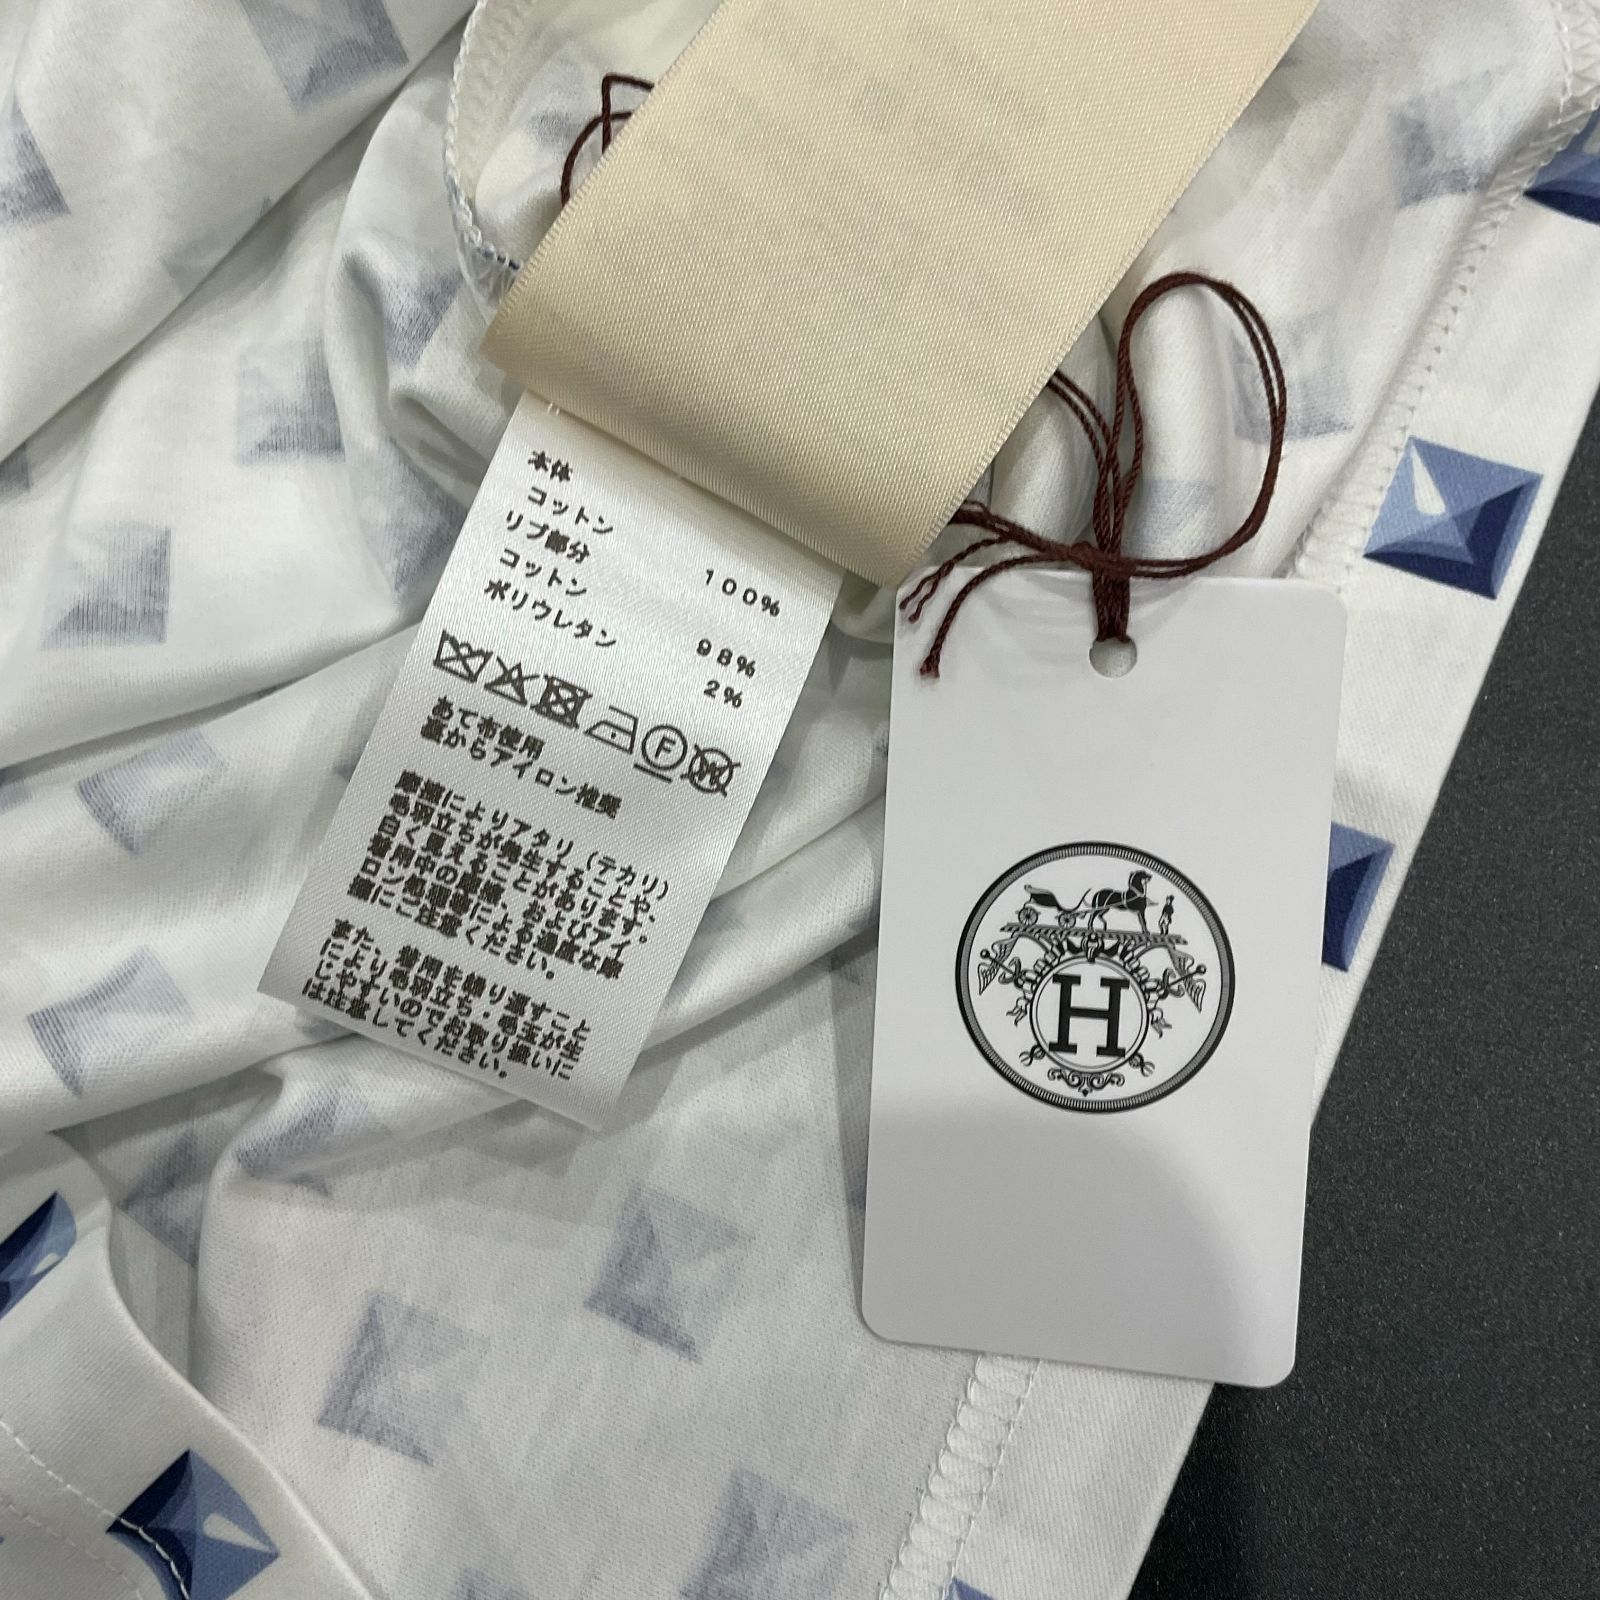 本体
コットン 100%
リブ部分
コットン 98%
ポリウレタン 2%
F
W
あて布使用
裏からアイロン推奨
摩擦によりアタリ（テカリ）
毛羽立ちが発生することや、
白く見えることがあります。
着用中の摩擦、およびアイ
ロン処理等による過度な摩
擦にご注意ください。
また、着用を繰り返すこと
により毛羽立ち・毛玉が生
じやすいのでお取り扱いに
は注意してください。
H